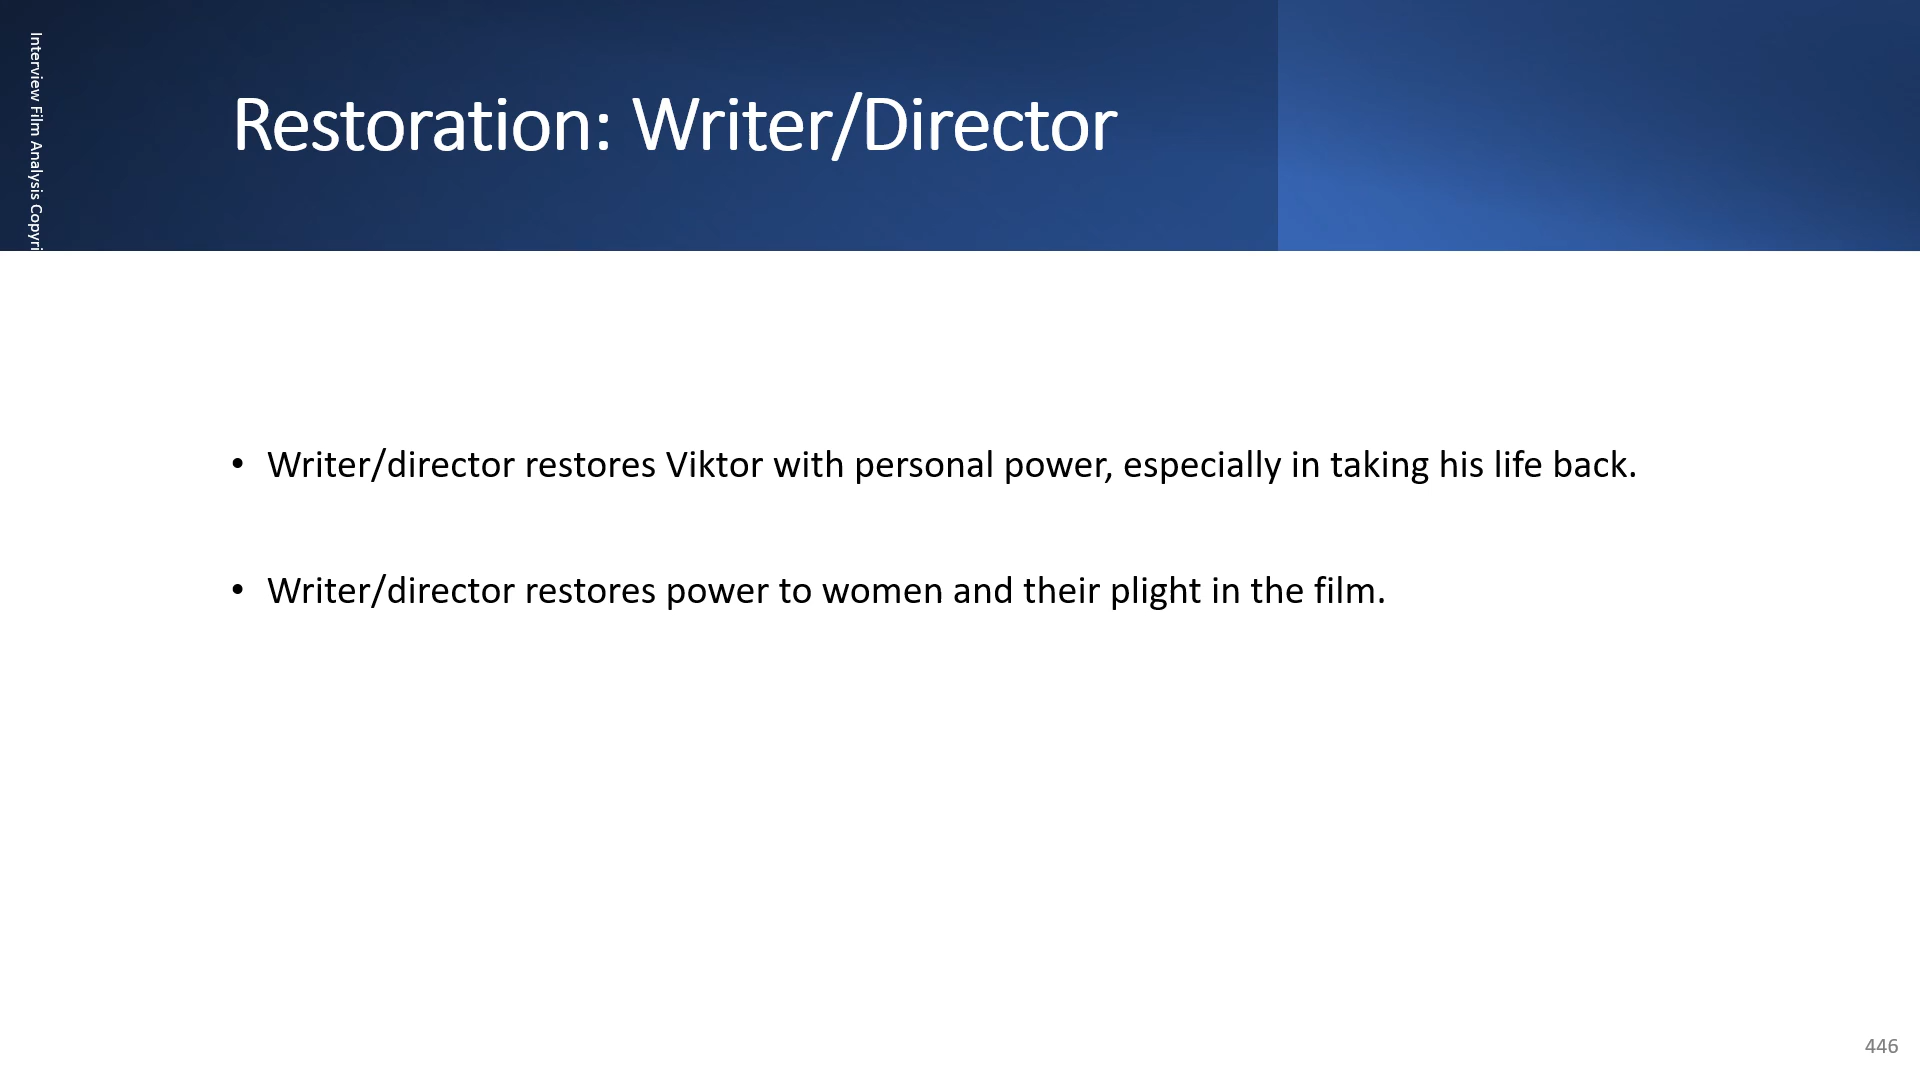 Interview Film Analysis Copyri
Restoration: Writer/Director
• Writer/director restores Viktor with personal power, especially in taking his life back.
• Writer/director restores power to women and their plight in the film.
446